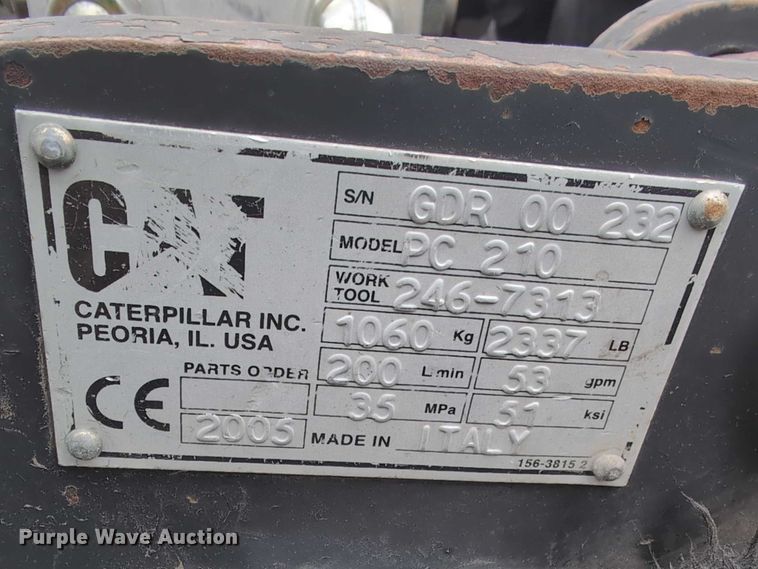 CAT
CATERPILLAR INC.
PEORIA, IL. USA
S/N GDR 00 232
MODEL PC 210
WORK TOOL 246-7313
1060 Kg 2337 LB
PARTS ORDER 200 L/min 53 gpm
35 MPa 51 ksi
CE
2005 MADE IN ITALY
156-3815 2
Purple Wave Auction